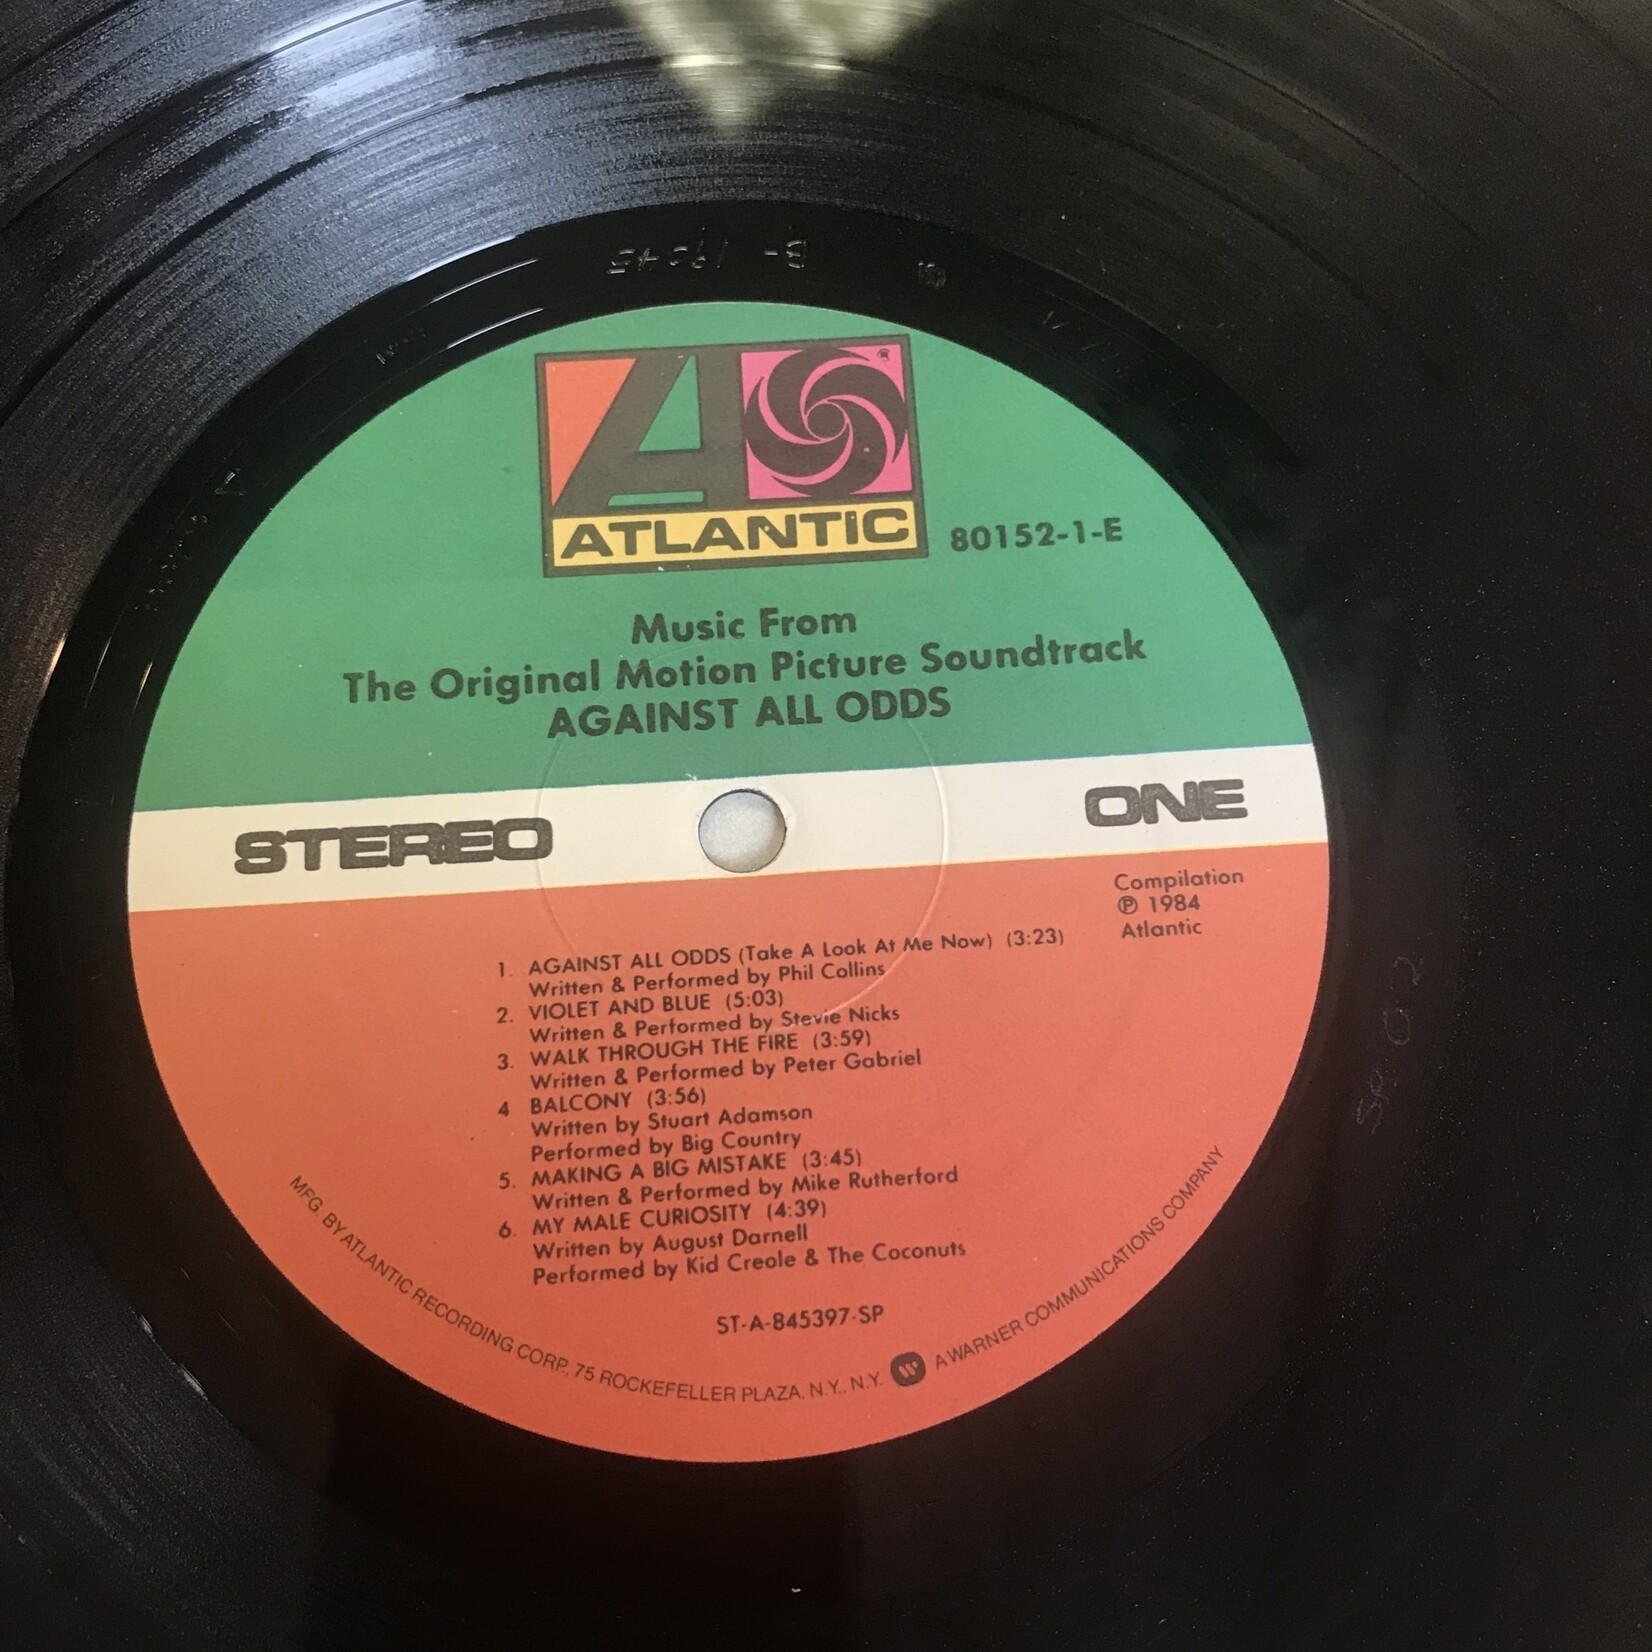 ATLANTIC
80152-1-E
Music From
The Original Motion Picture Soundtrack
AGAINST ALL ODDS
STEREO
ONE
Compilation
℗ 1984
Atlantic
1. AGAINST ALL ODDS (Take A Look At Me Now) (3:23)
Written & Performed by Phil Collins
2. VIOLET AND BLUE (5:03)
Written & Performed by Stevie Nicks
3. WALK THROUGH THE FIRE (3:59)
Written & Performed by Peter Gabriel
4 BALCONY (3:56)
Written by Stuart Adamson
Performed by Big Country
5. MAKING A BIG MISTAKE (3:45)
Written & Performed by Mike Rutherford
6. MY MALE CURIOSITY (4:39)
Written by August Darnell
Performed by Kid Creole & The Coconuts
ST-A-845397-SP
MFG. BY ATLANTIC RECORDING CORP., 75 ROCKEFELLER PLAZA, N.Y., N.Y. A WARNER COMMUNICATIONS COMPANY